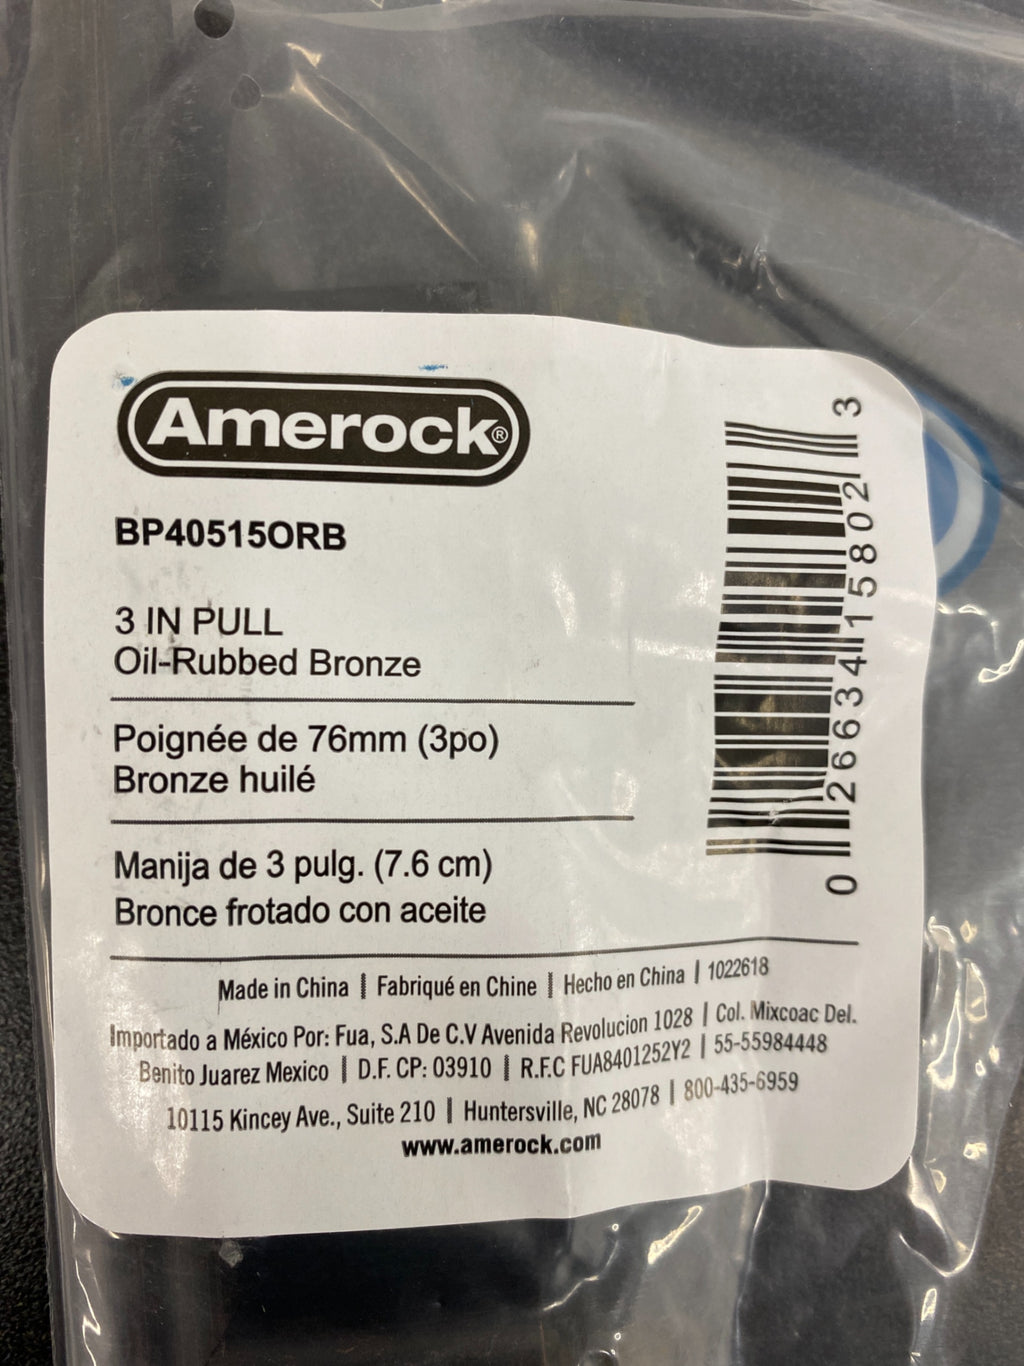 Amerock®
BP40515ORB
3 IN PULL
Oil-Rubbed Bronze
Poignée de 76mm (3po)
Bronze huilé
Manija de 3 pulg. (7.6 cm)
Bronce frotado con aceite
0 26634 15802 3
Made in China | Fabriqué en Chine | Hecho en China | 1022618
Importado a México Por: Fua, S.A De C.V Avenida Revolucion 1028 | Col. Mixcoac Del.
Benito Juarez Mexico | D.F. CP: 03910 | R.F.C FUA8401252Y2 | 55-55984448
10115 Kincey Ave., Suite 210 | Huntersville, NC 28078 | 800-435-6959
www.amerock.com